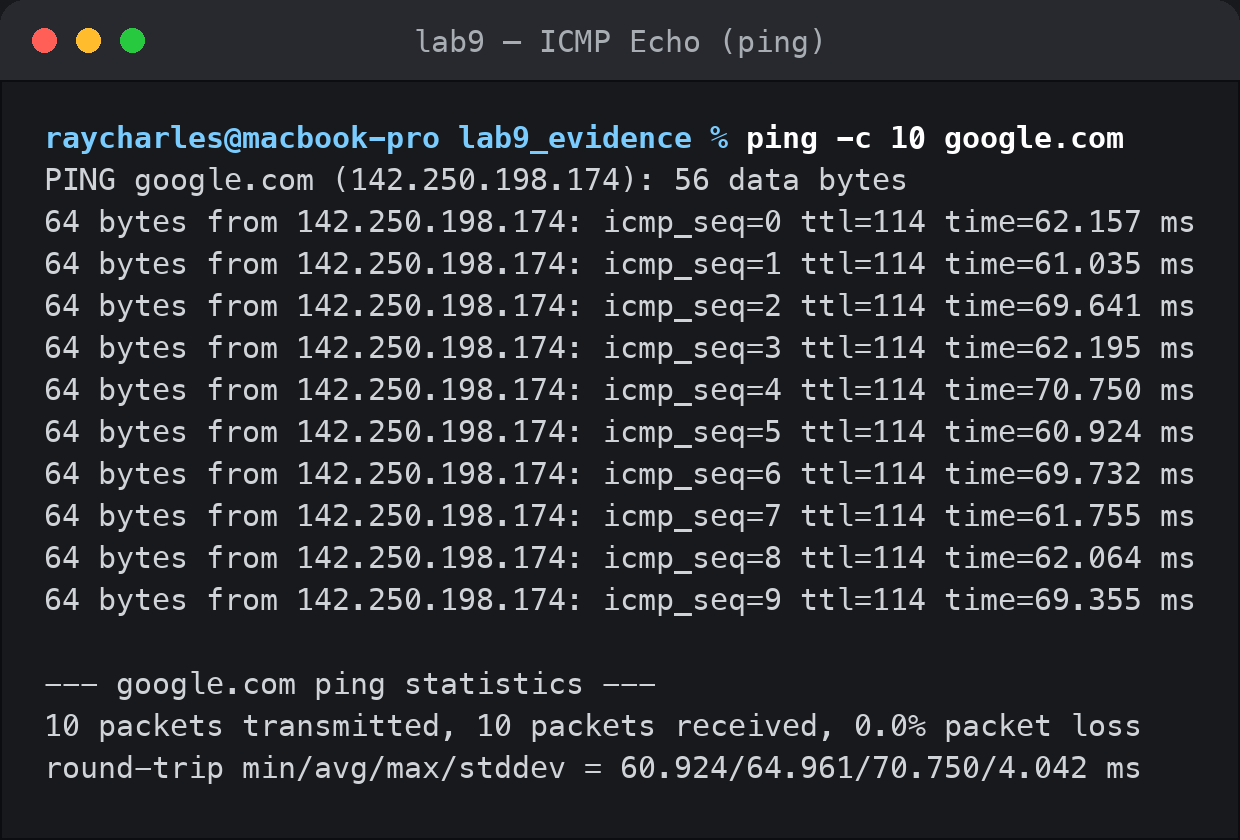 lab9 — ICMP Echo (ping)
raycharles@macbook-pro lab9_evidence % ping -c 10 google.com
PING google.com (142.250.198.174): 56 data bytes
64 bytes from 142.250.198.174: icmp_seq=0 ttl=114 time=62.157 ms
64 bytes from 142.250.198.174: icmp_seq=1 ttl=114 time=61.035 ms
64 bytes from 142.250.198.174: icmp_seq=2 ttl=114 time=69.641 ms
64 bytes from 142.250.198.174: icmp_seq=3 ttl=114 time=62.195 ms
64 bytes from 142.250.198.174: icmp_seq=4 ttl=114 time=70.750 ms
64 bytes from 142.250.198.174: icmp_seq=5 ttl=114 time=60.924 ms
64 bytes from 142.250.198.174: icmp_seq=6 ttl=114 time=69.732 ms
64 bytes from 142.250.198.174: icmp_seq=7 ttl=114 time=61.755 ms
64 bytes from 142.250.198.174: icmp_seq=8 ttl=114 time=62.064 ms
64 bytes from 142.250.198.174: icmp_seq=9 ttl=114 time=69.355 ms
--- google.com ping statistics ---
10 packets transmitted, 10 packets received, 0.0% packet loss
round-trip min/avg/max/stddev = 60.924/64.961/70.750/4.042 ms